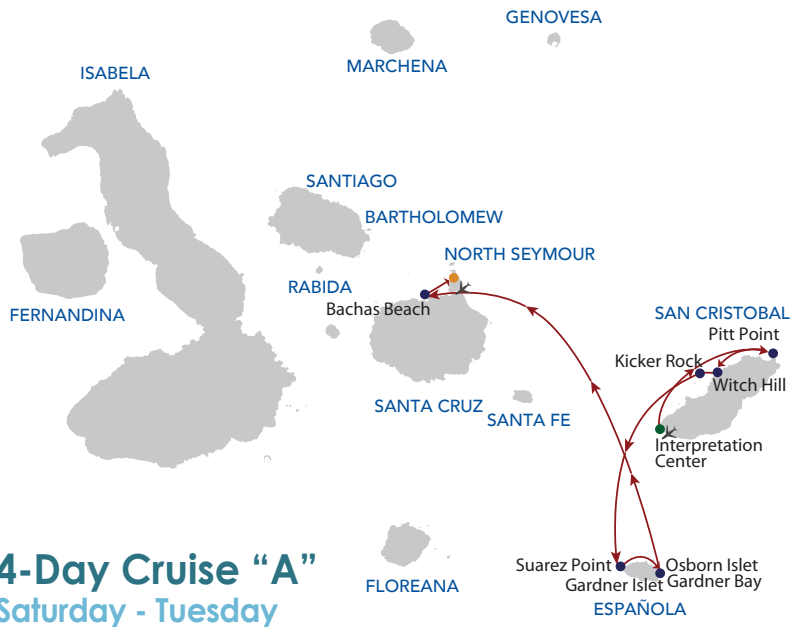 GENOVESA
MARCHENA
ISABELA
SANTIAGO
BARTHOLOMEW
NORTH SEYMOUR
RABIDA
Bachas Beach
FERNANDINA
SAN CRISTOBAL
Pitt Point
Kicker Rock
Witch Hill
SANTA CRUZ
SANTA FE
Interpretation
Center
4-Day Cruise “A”
Saturday - Tuesday
FLOREANA
Suarez Point
Gardner Islet
Osborn Islet
Gardner Bay
ESPAÑOLA